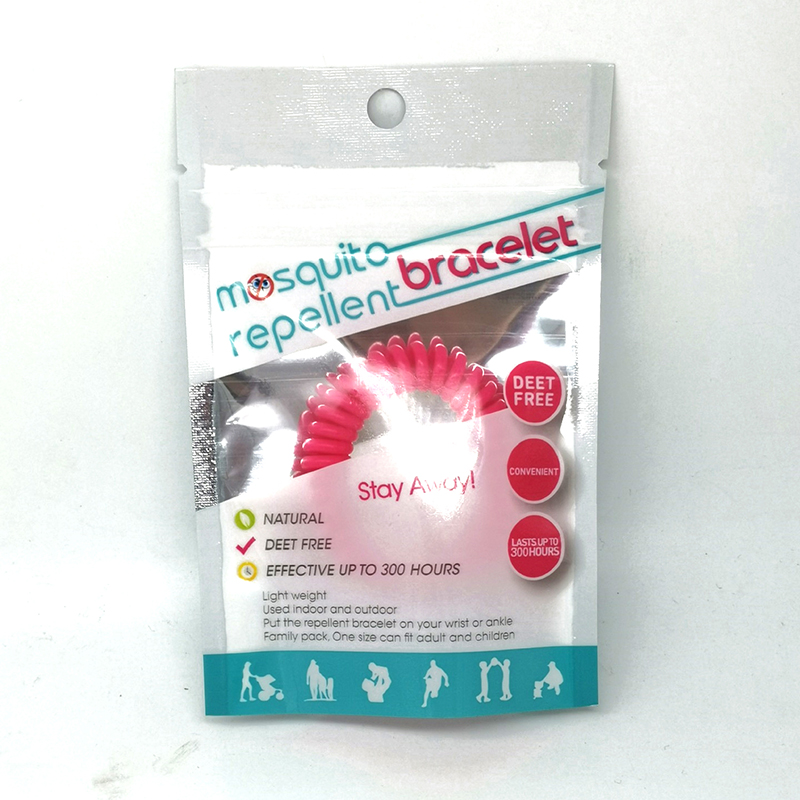 mosquito
repellent bracelet
DEET
FREE
CONVENIENT
LASTS UP TO
300HOURS
Stay Away!
NATURAL
DEET FREE
EFFECTIVE UP TO 300 HOURS
Light weight
Used indoor and outdoor
Put the repellent bracelet on your wrist or ankle
Family pack, One size can fit adult and children